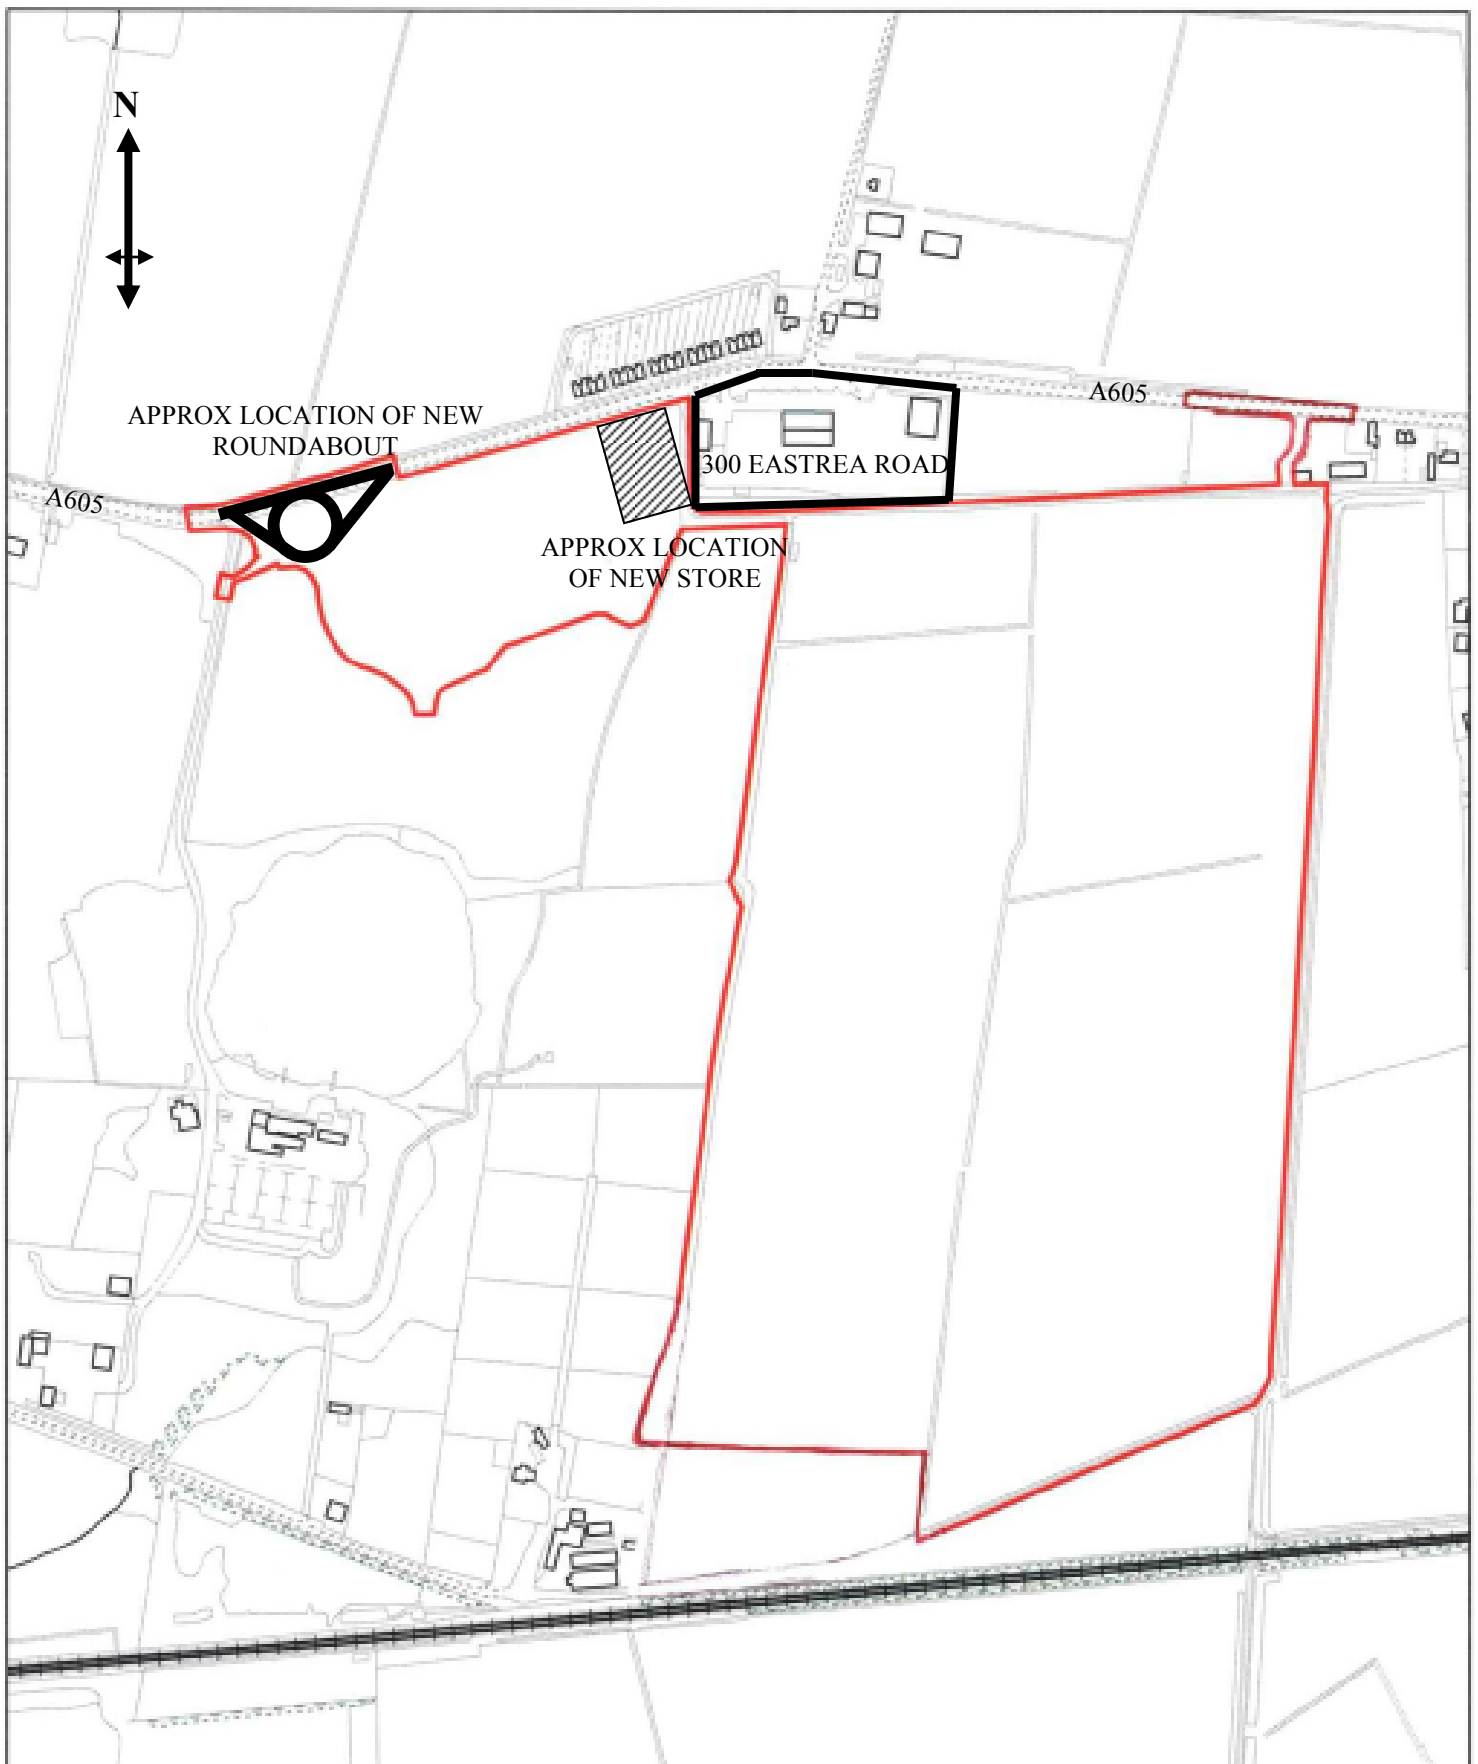 N
A605
APPROX LOCATION OF NEW
ROUNDABOUT
300 EASTREA ROAD
A605
APPROX LOCATION
OF NEW STORE